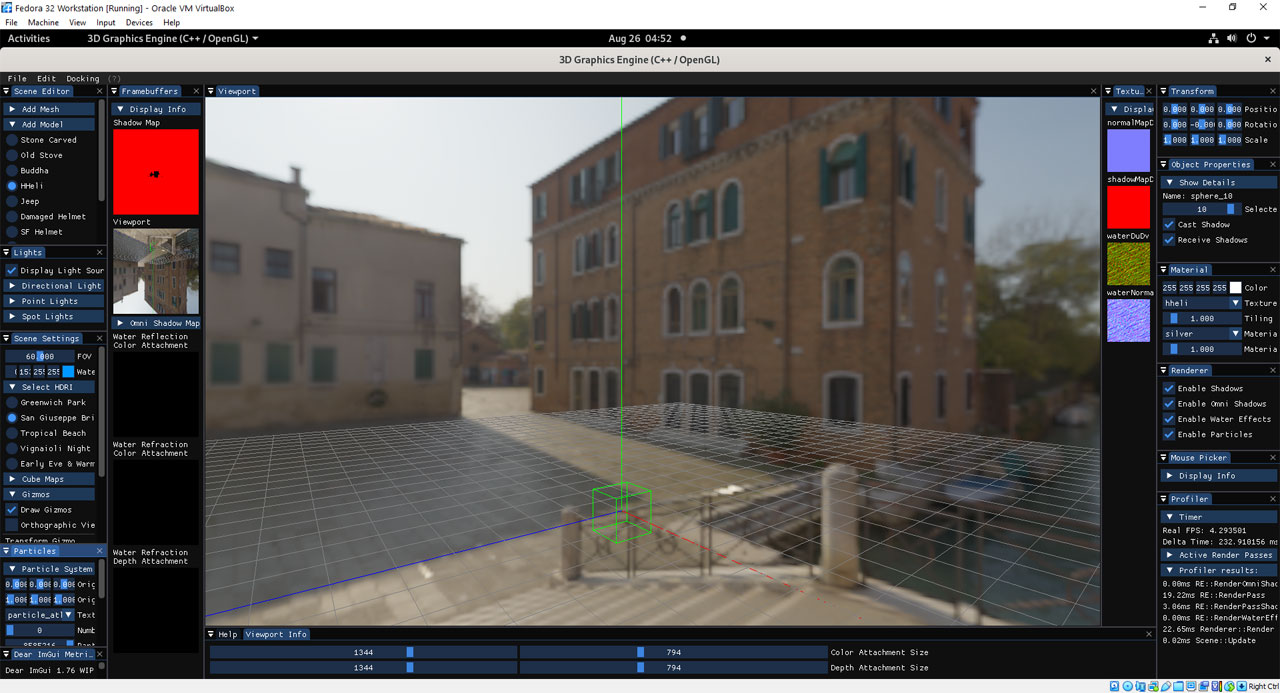 Fedora 32 Workstation [Running] - Oracle VM VirtualBox
File Machine View Input Devices Help
Activities 3D Graphics Engine (C++ / OpenGL) Aug 26 04:52
3D Graphics Engine (C++ / OpenGL)
File Edit Docking (?)
Scene Editor
Add Mesh
Add Model
Stone Carved
Old Stove
Buddha
HHeli
Jeep
Damaged Helmet
SF Helmet
Lights
Display Light Sour
Directional Light
Point Lights
Spot Lights
Scene Settings
60.000 FOV
255 Wate
Select HDRI
Greenwich Park
San Giuseppe Bri
Tropical Beach
Vignaioli Night
Early Eve & Warm
Cube Maps
Gizmos
Draw Gizmos
Orthographic Vie
Transform Gizmo
Particles
Particle System
0.000 0.000 0.000 Orig
1.000 1.000 1.000 Orig
particle_atl Text
0 Numb
Dear ImGui Metri..
Dear ImGui 1.76 WIP
Framebuffers
Display Info
Shadow Map
Viewport
Omni Shadow Map
Water Reflection
Color Attachment
Water Refraction
Color Attachment
Water Refraction
Depth Attachment
Viewport
Help Viewport Info
1344 794 Color Attachment Size
1344 794 Depth Attachment Size
Textu..
Displa
normalMapD
shadowMapD
waterDuDv
waterNorma
Transform
0.000 0.000 0.000 Positio
0.000 -0.000 0.000 Rotatio
1.000 1.000 1.000 Scale
Object Properties
Show Details
Name: sphere_10
10 Selecte
Cast Shadow
Receive Shadows
Material
255 255 255 255 Color
hheli Texture
1.000 Tiling
silver Materia
1.000 Materia
Renderer
Enable Shadows
Enable Omni Shadows
Enable Water Effects
Enable Particles
Mouse Picker
Display Info
Profiler
Timer
Real FPS: 4.293581
Delta Time: 232.910156 ms
Active Render Passes
Profiler results:
0.00ms RE::RenderOmniSha
19.22ms RE::RenderPass
3.06ms RE::RenderPassSha
0.00ms RE::RenderWaterEf
22.65ms Renderer::Render
0.02ms Scene::Update
Right Ctrl